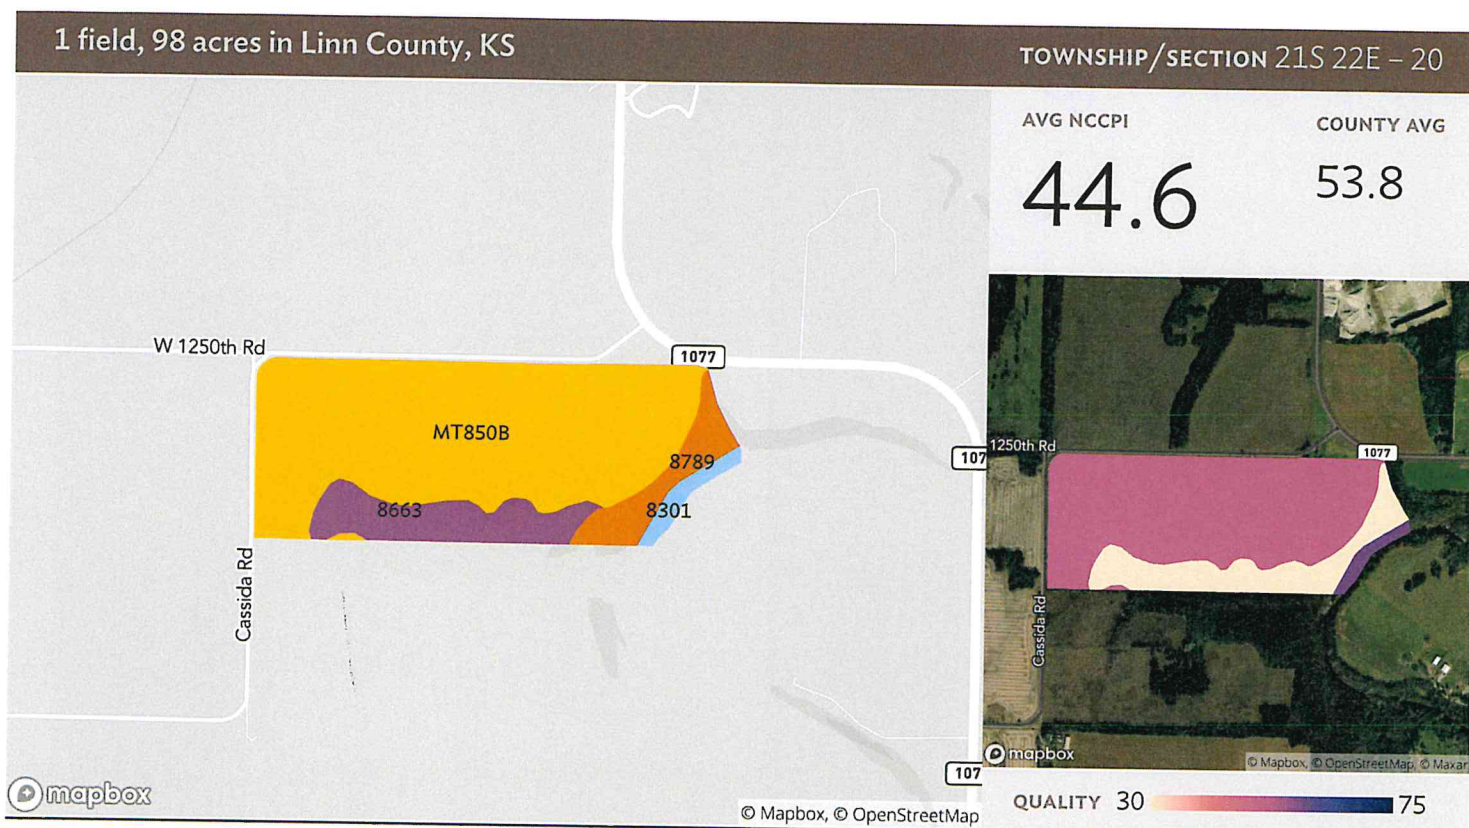 1 field, 98 acres in Linn County, KS
TOWNSHIP/SECTION 21S 22E – 20
AVG NCCPI
COUNTY AVG
44.6
53.8
W 1250th Rd
1077
MT850B
8789
107
8663
8301
Cassida Rd
107
mapbox
© Mapbox, © OpenStreetMap
1250th Rd
1077
Cassida Rd
mapbox
© Mapbox, © OpenStreetMap, © Maxar
QUALITY 30
75